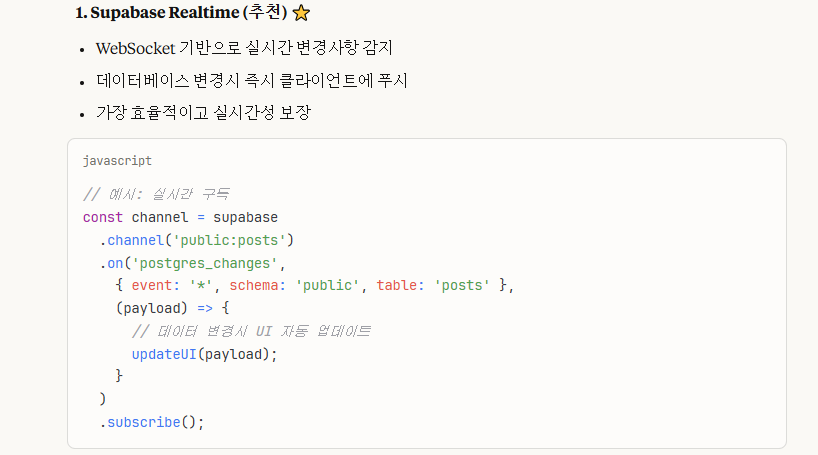 1. Supabase Realtime (추천) ⭐
• WebSocket 기반으로 실시간 변경사항 감지
• 데이터베이스 변경시 즉시 클라이언트에 푸시
• 가장 효율적이고 실시간성 보장
javascript
// 예시: 실시간 구독
const channel = supabase
  .channel('public:posts')
  .on('postgres_changes',
    { event: '*', schema: 'public', table: 'posts' },
    (payload) => {
      // 데이터 변경시 UI 자동 업데이트
      updateUI(payload);
    }
  )
  .subscribe();